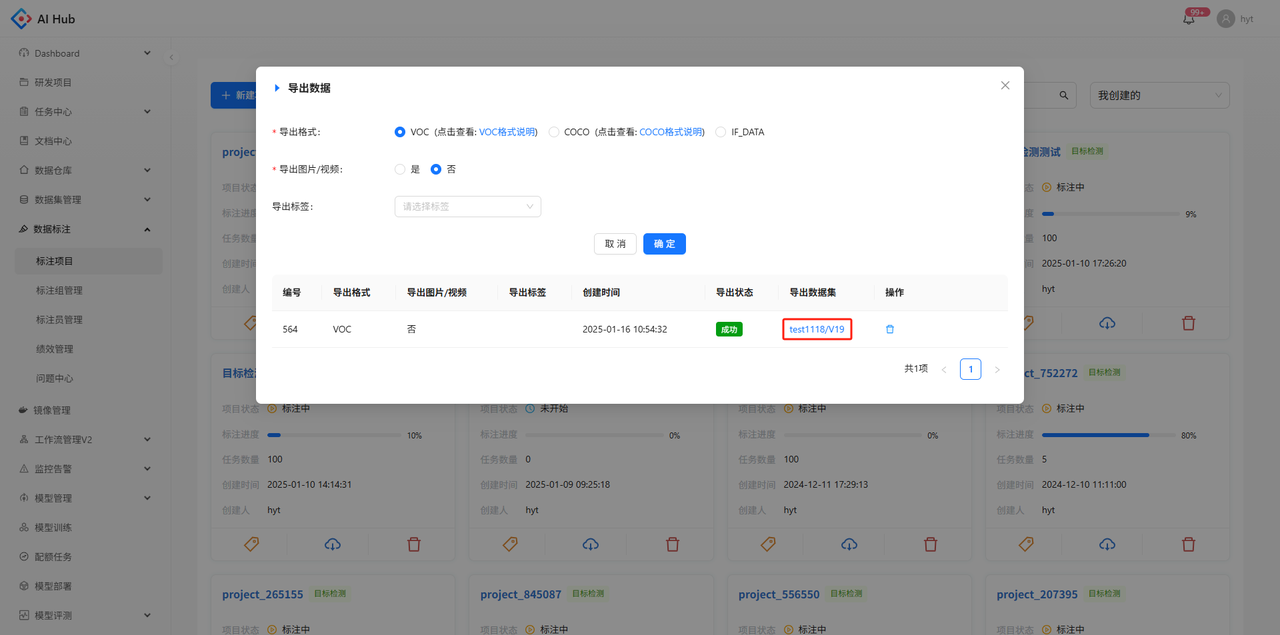 AI Hub
99+
hyt
Dashboard
研发项目
任务中心
文档中心
数据仓库
数据集管理
数据标注
标注项目
标注组管理
标注员管理
绩效管理
问题中心
镜像管理
工作流管理V2
监控告警
模型管理
模型训练
配额任务
模型部署
模型评测
+ 新建
我创建的
导出数据
* 导出格式: VOC (点击查看: VOC格式说明) COCO (点击查看: COCO格式说明) IF_DATA
* 导出图片/视频: 是 否
导出标签: 请选择标签
取 消 确 定
编号 导出格式 导出图片/视频 导出标签 创建时间 导出状态 导出数据集 操作
564 VOC 否 2025-01-16 10:54:32 成功 test1118/V19
共1项 < 1 >
projec
项目状态
标注进度
任务数量
创建时间
创建人
检测测试 目标检测
标注中
9%
100
2025-01-10 17:26:20
hyt
目标检
项目状态 标注中
标注进度 10%
任务数量 100
创建时间 2025-01-10 14:14:31
创建人 hyt
项目状态 未开始
标注进度 0%
任务数量 0
创建时间 2025-01-09 09:25:18
创建人 hyt
项目状态 标注中
标注进度 0%
任务数量 100
创建时间 2024-12-11 17:29:13
创建人 hyt
ct_752272 目标检测
项目状态 标注中
标注进度 80%
任务数量 5
创建时间 2024-12-10 11:11:00
创建人 hyt
project_265155 目标检测
项目状态 标注中
project_845087 目标检测
项目状态 标注中
project_556550 目标检测
项目状态 标注中
project_207395 目标检测
项目状态 标注中